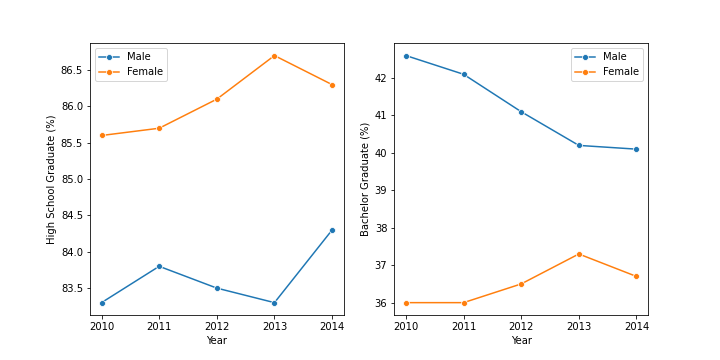 High School Graduate (%)
86.5
86.0
85.5
85.0
84.5
84.0
83.5
Male
Female
2010 2011 2012 2013 2014
Year
Bachelor Graduate (%)
42
41
40
39
38
37
36
Male
Female
2010 2011 2012 2013 2014
Year